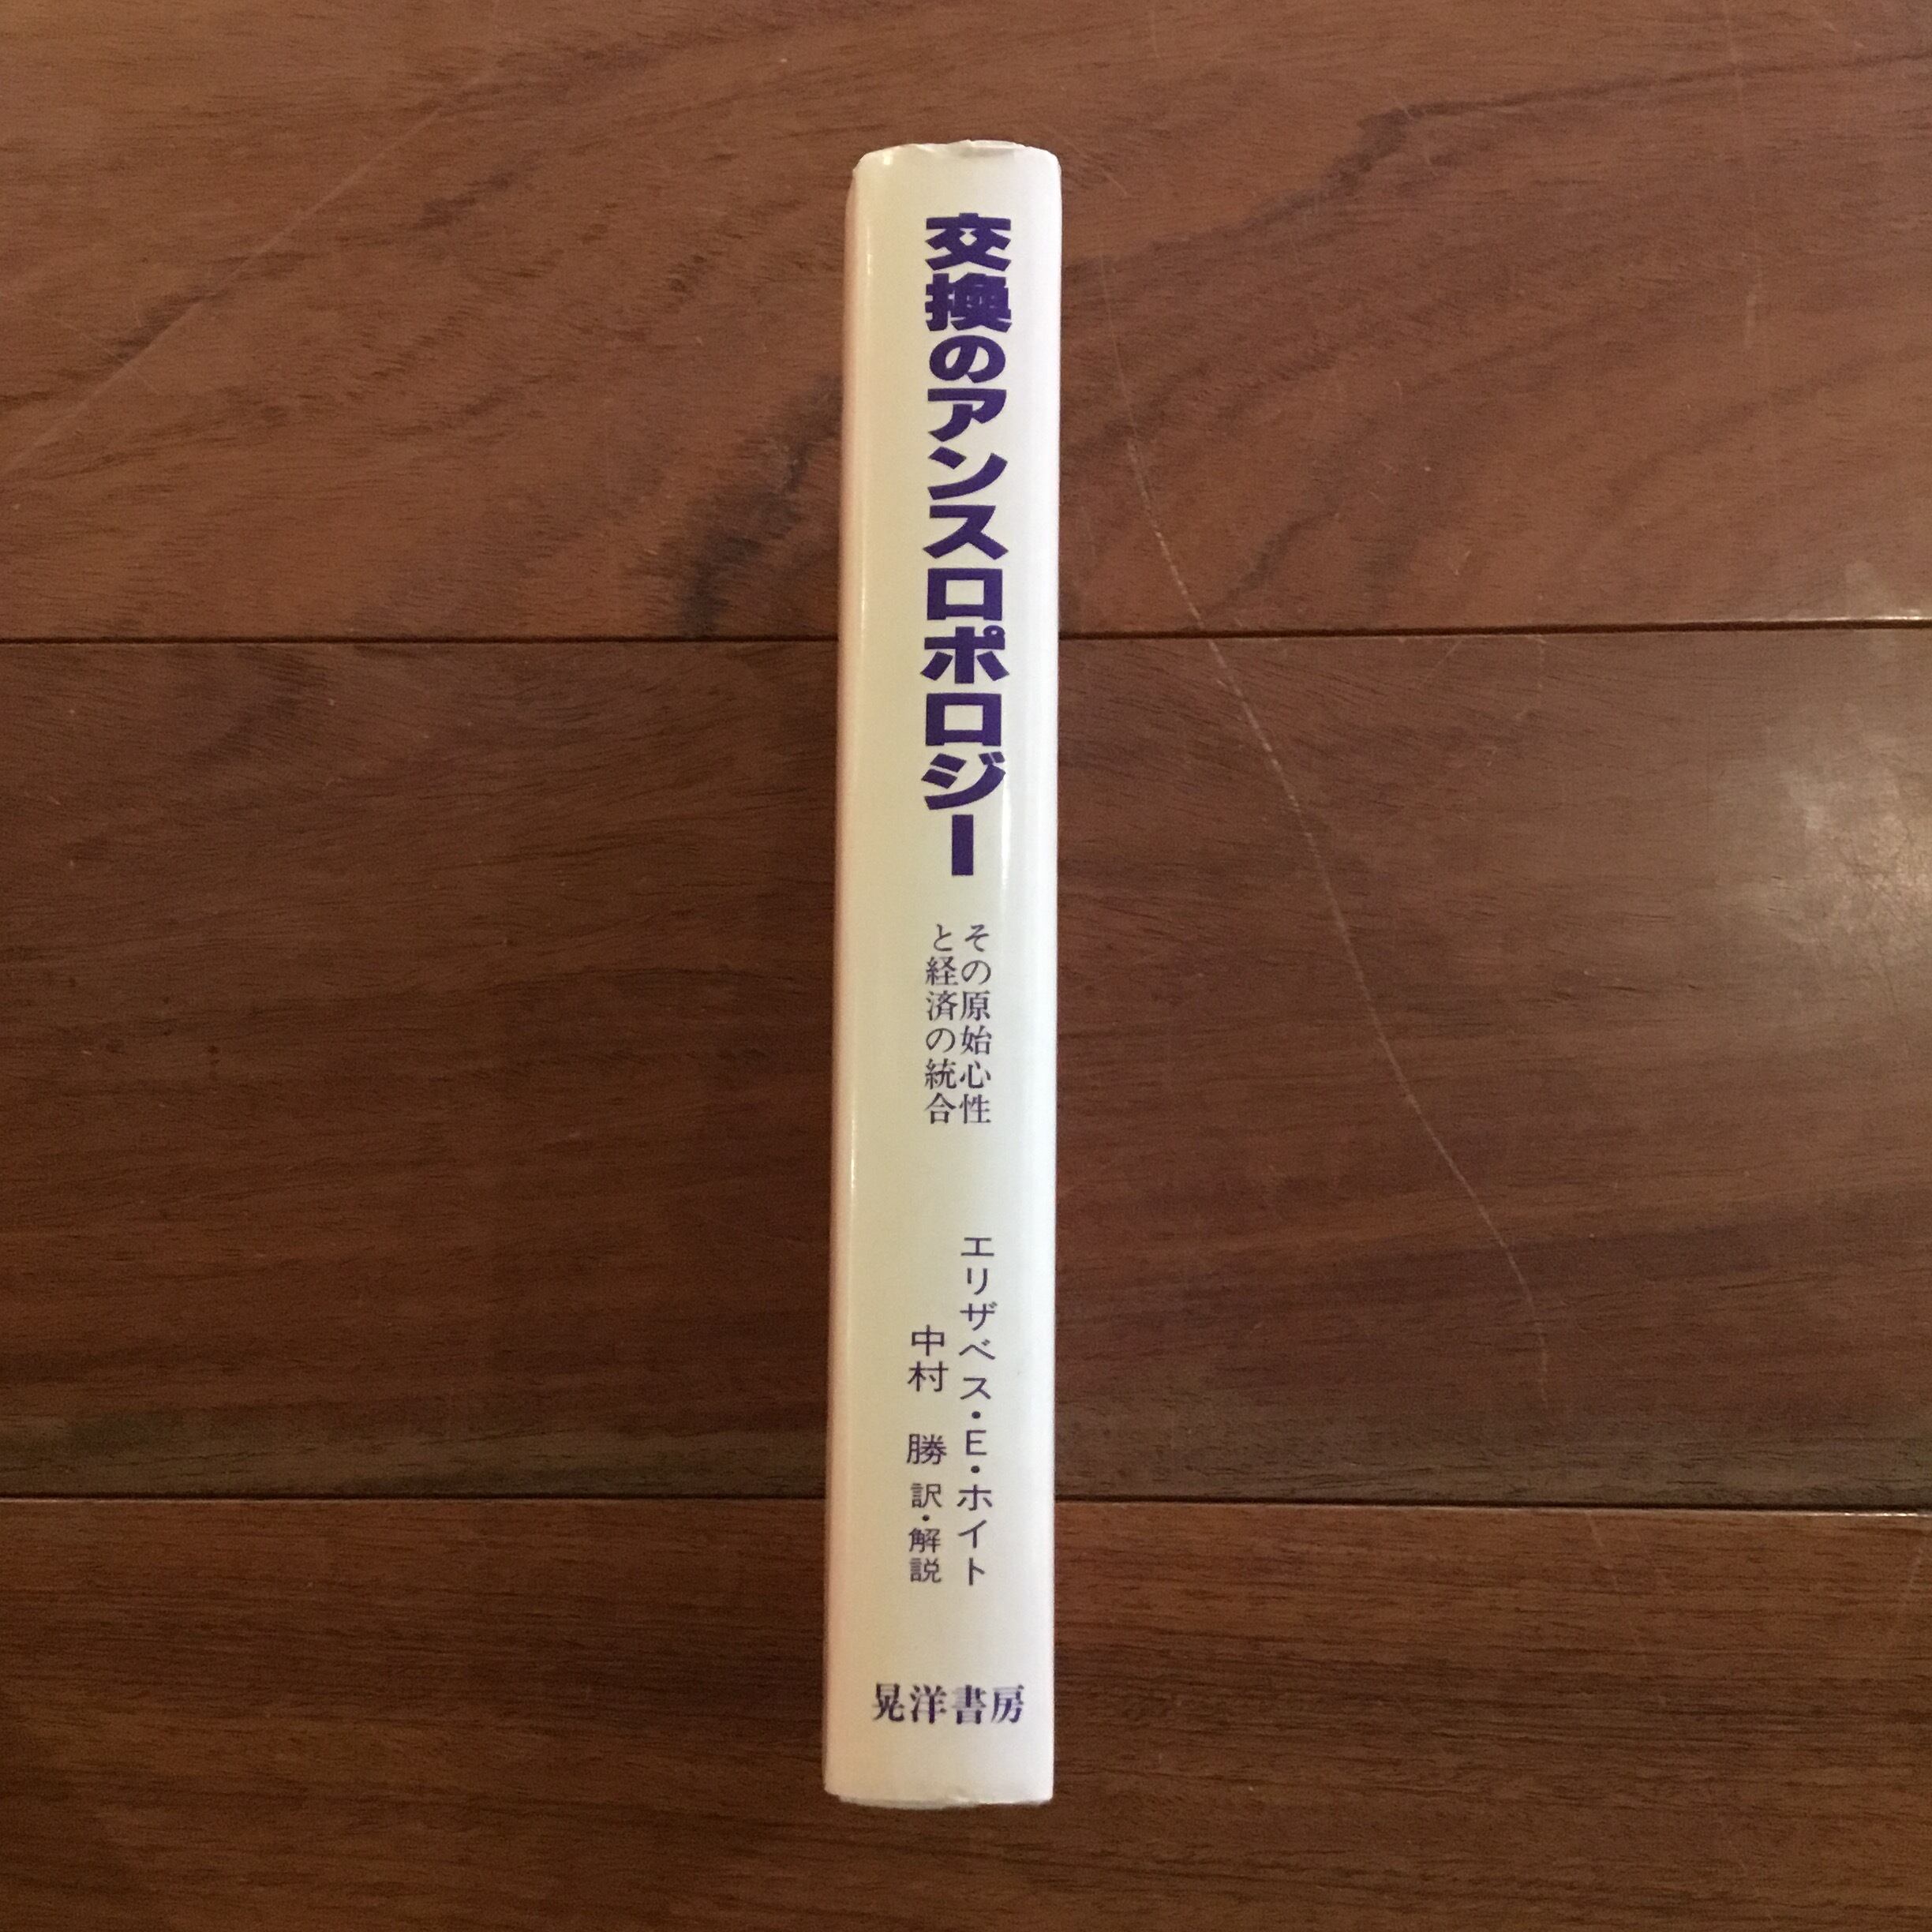 交換のアンスロポロジー
その原始心性
と経済の統合
エリザベス・E・ホイト
中村 勝 訳・解説
晃洋書房